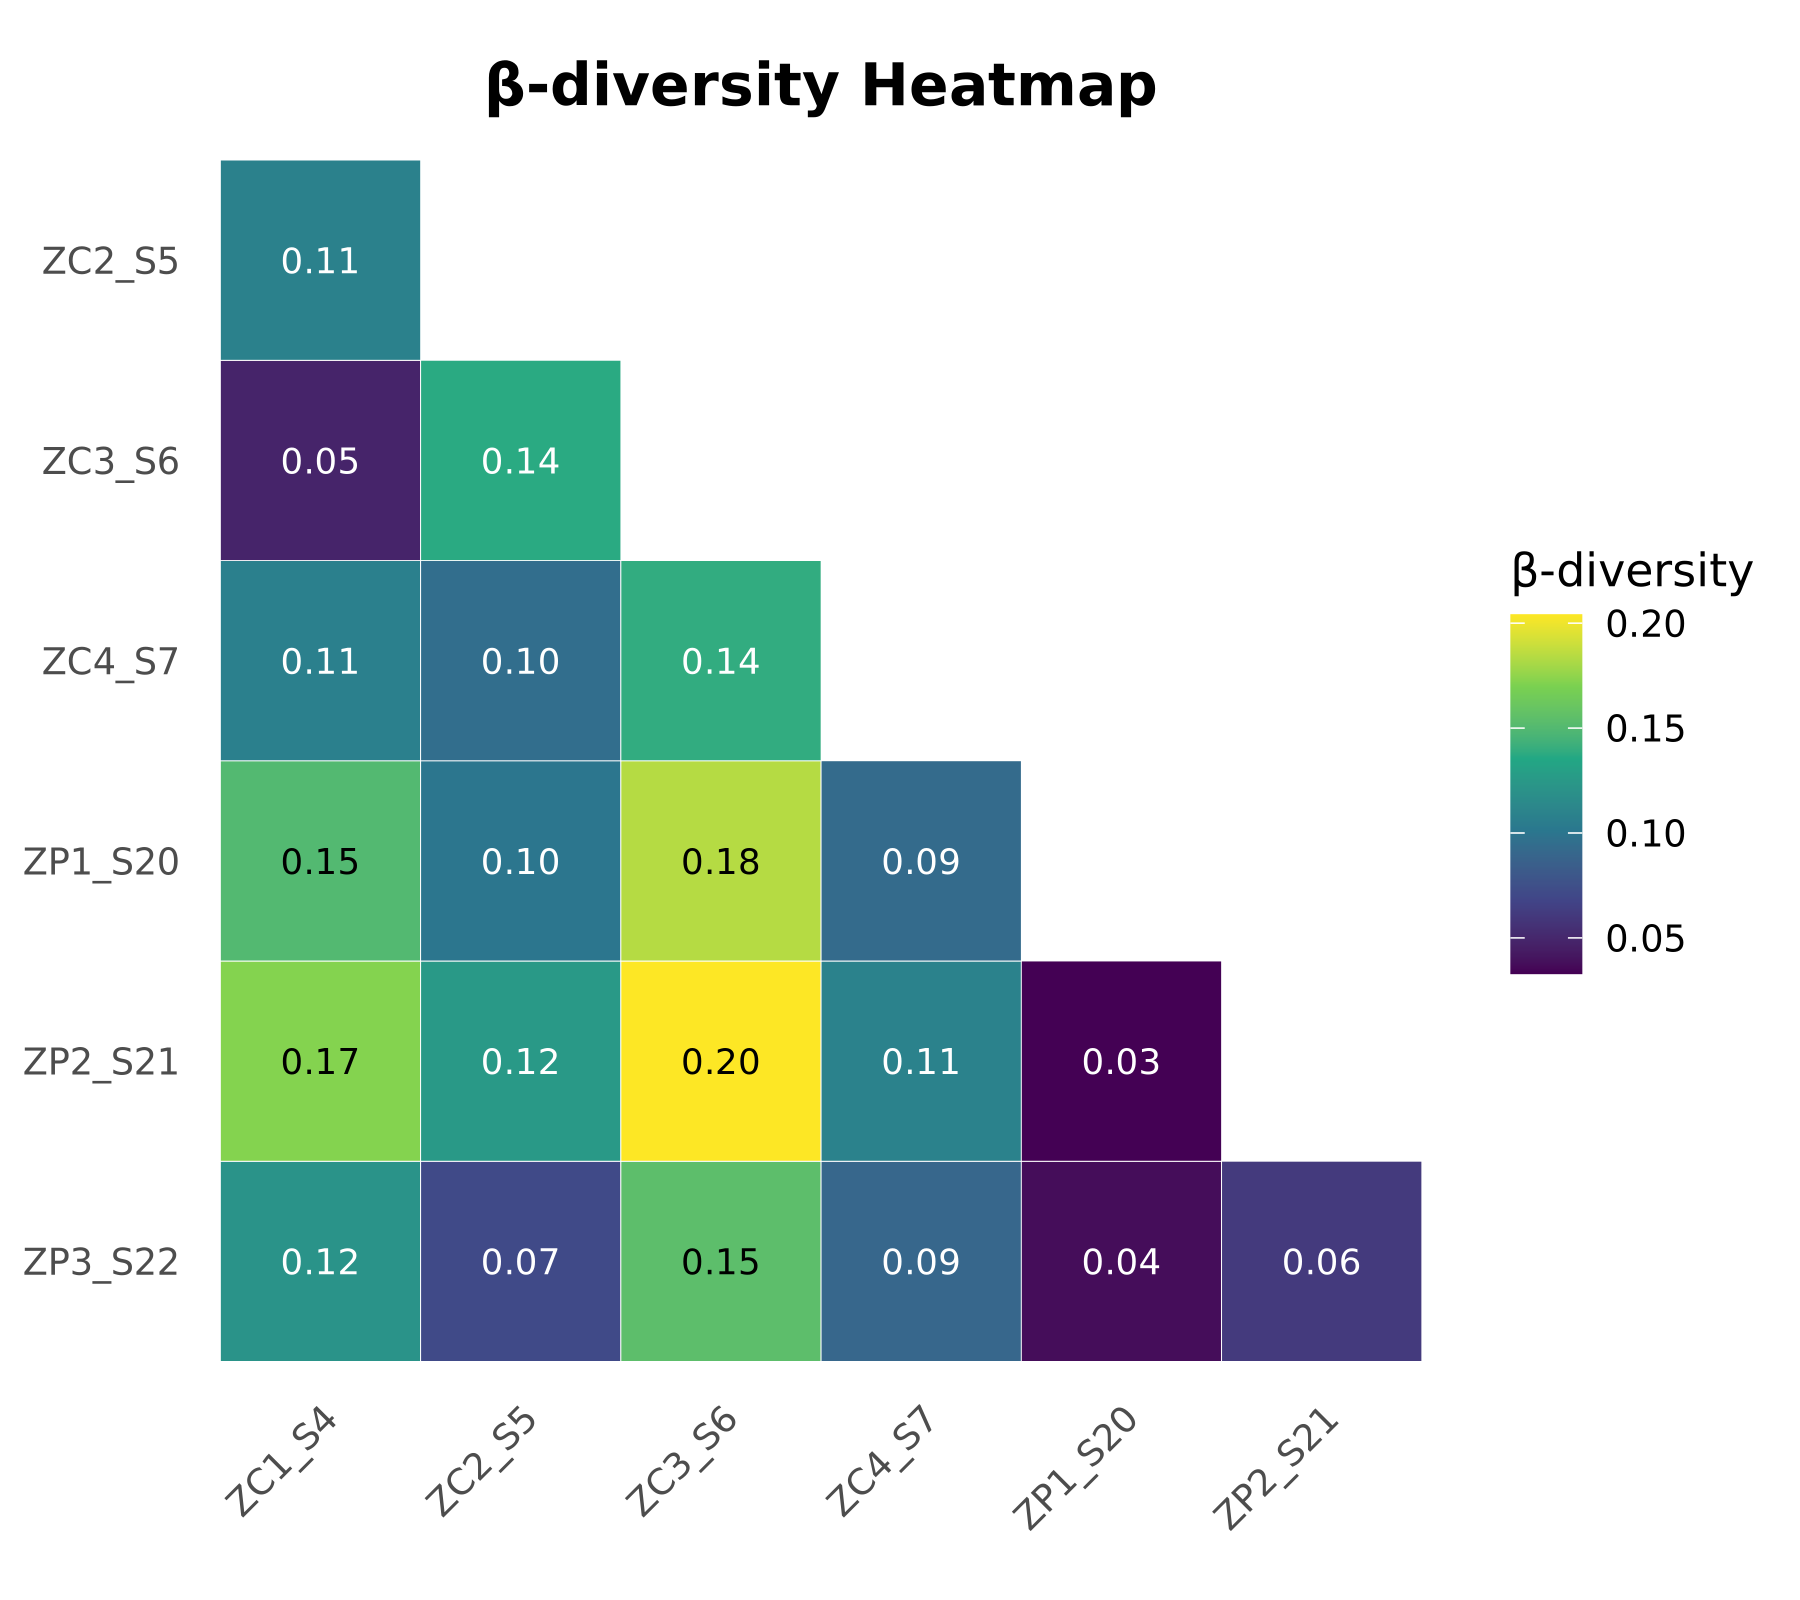 β-diversity Heatmap
ZC2_S5 0.11
ZC3_S6 0.05 0.14
ZC4_S7 0.11 0.10 0.14
ZP1_S20 0.15 0.10 0.18 0.09
ZP2_S21 0.17 0.12 0.20 0.11 0.03
ZP3_S22 0.12 0.07 0.15 0.09 0.04 0.06
ZC1_S4 ZC2_S5 ZC3_S6 ZC4_S7 ZP1_S20 ZP2_S21
β-diversity
0.20
0.15
0.10
0.05